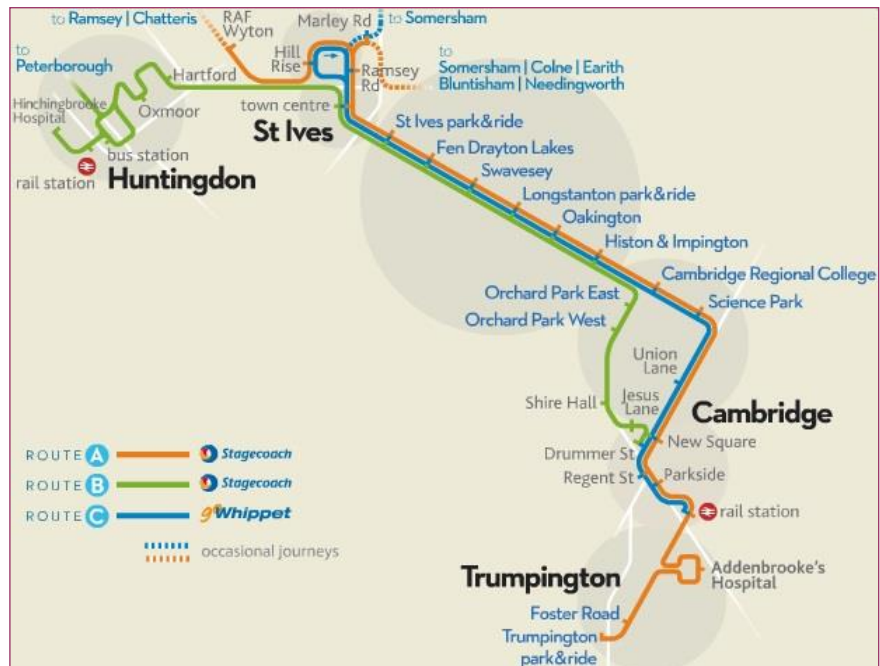 to Ramsey | Chatteris
RAF
Wyton
Marley Rd
to Somersham
to
Peterborough
Hill
Rise
to
Somersham | Colne | Earith
Bluntisham | Needingworth
Hartford
Ramsey
Rd
Hinchingbrooke
Hospital
Oxmoor
town centre
St Ives
St Ives park&ride
bus station
Fen Drayton Lakes
rail station
Huntingdon
Swavesey
Longstanton park&ride
Oakington
Histon & Impington
Cambridge Regional College
Orchard Park East
Science Park
Orchard Park West
Union
Lane
Shire Hall
Jesus
Lane
Cambridge
New Square
Drummer St
Regent St
Parkside
rail station
ROUTE A Stagecoach
ROUTE B Stagecoach
ROUTE C go Whippet
occasional journeys
Trumpington
Addenbrooke's
Hospital
Foster Road
Trumpington
park&ride